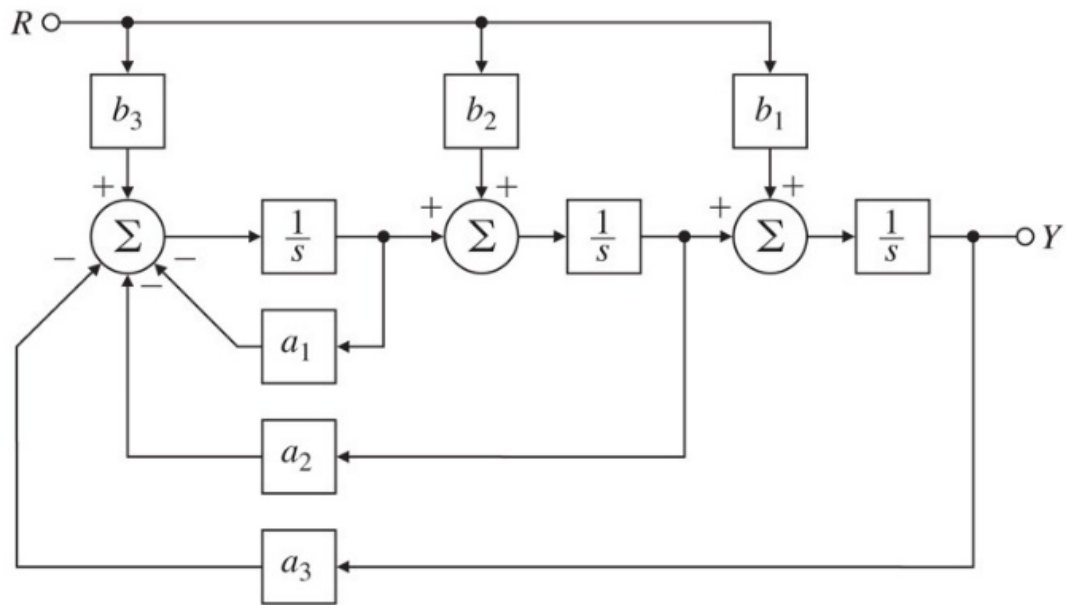 R
b₃ b₂ b₁
+ + +
Σ 1/s + Σ 1/s + Σ 1/s Y
− − −
a₁
a₂
a₃